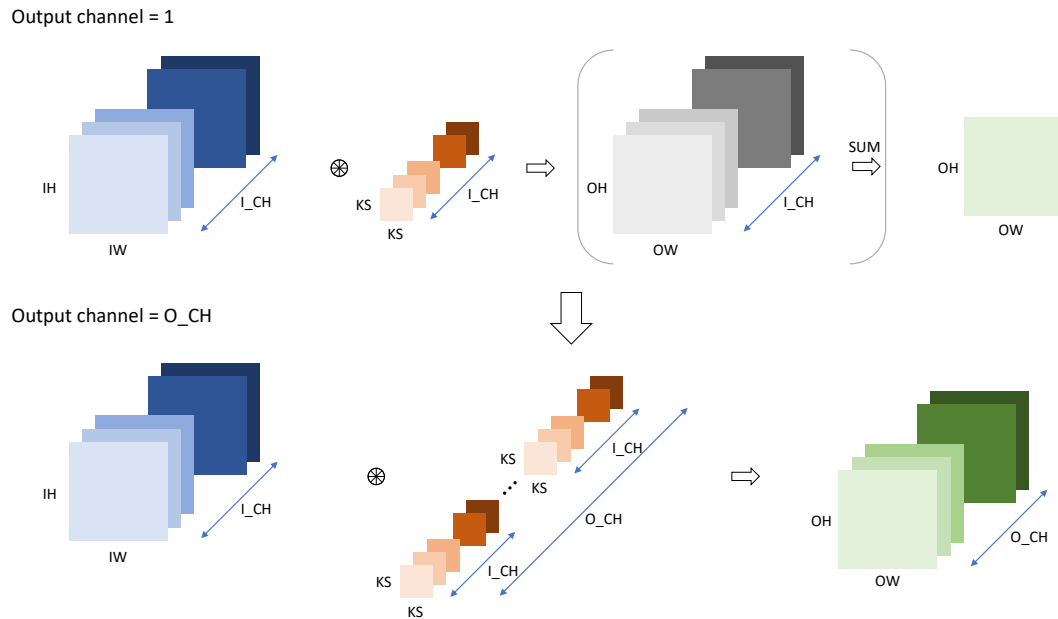 Output channel = 1
IH
IW
I_CH
KS
KS
I_CH
OH
OW
I_CH
SUM
OH
OW
Output channel = O_CH
IH
IW
I_CH
KS
KS
I_CH
KS
KS
I_CH
O_CH
OH
OW
O_CH